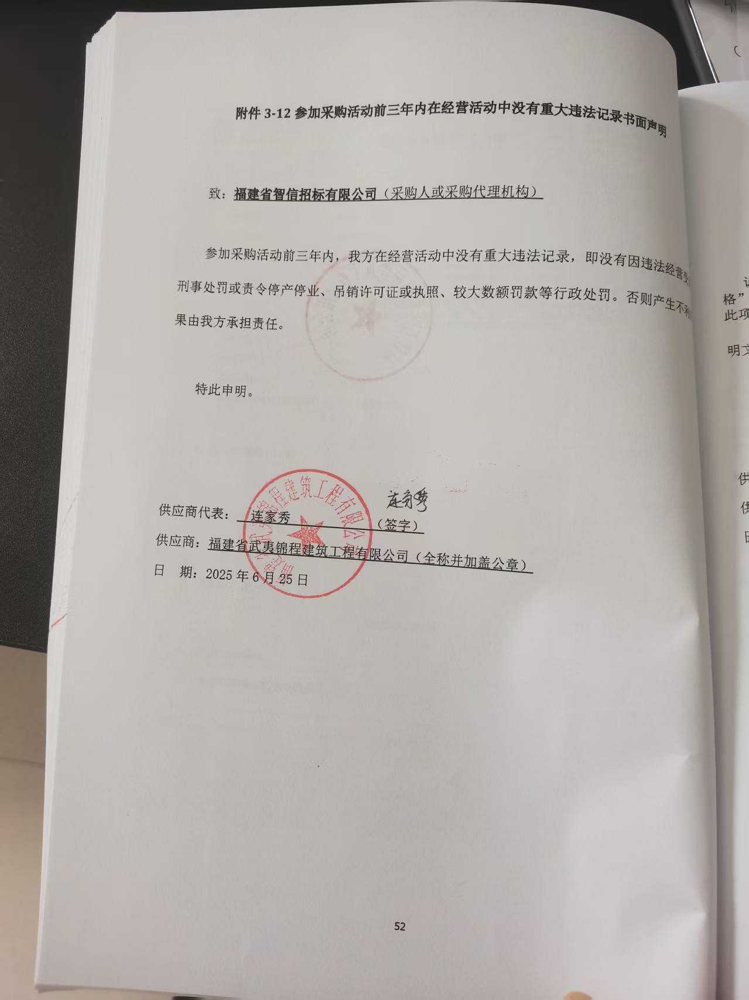 附件 3-12 参加采购活动前三年内在经营活动中没有重大违法记录书面声明
致：福建省智信招标有限公司（采购人或采购代理机构）
参加采购活动前三年内，我方在经营活动中没有重大违法记录，即没有因违法经营受
刑事处罚或责令停产停业、吊销许可证或执照、较大数额罚款等行政处罚。否则产生不利
果由我方承担责任。
特此申明。
连家秀
供应商代表：连家秀（签字）
供应商：福建省武夷锦程建筑工程有限公司（全称并加盖公章）
日 期：2025 年 6 月 25 日
福建省武夷锦程建筑工程有限公司
52
格”
此项
明文
供
供
日